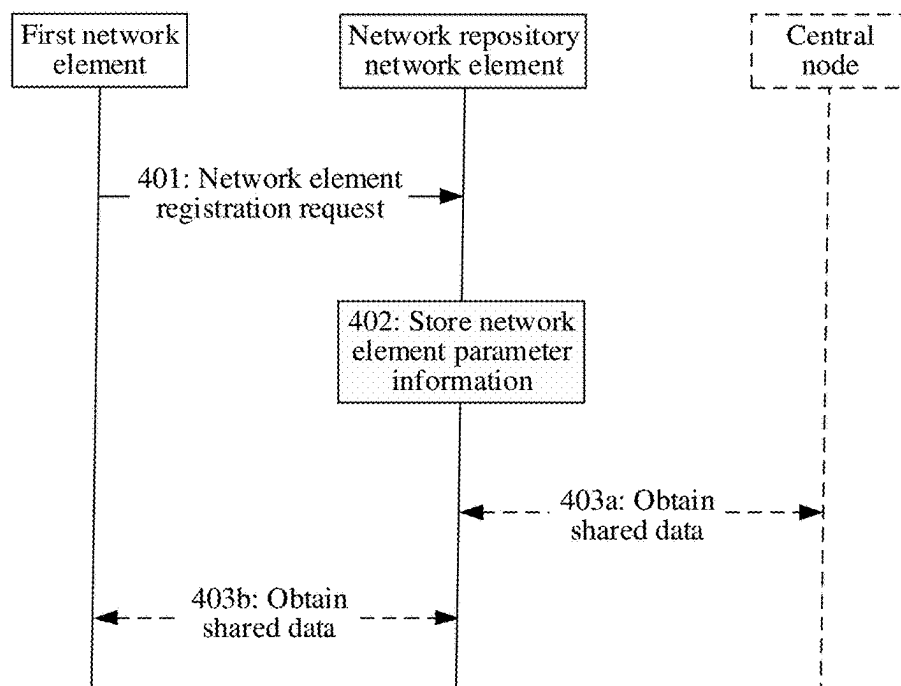 First network
element
Network repository
network element
Central
node
401: Network element
registration request
402: Store network
element parameter
information
403a: Obtain
shared data
403b: Obtain
shared data